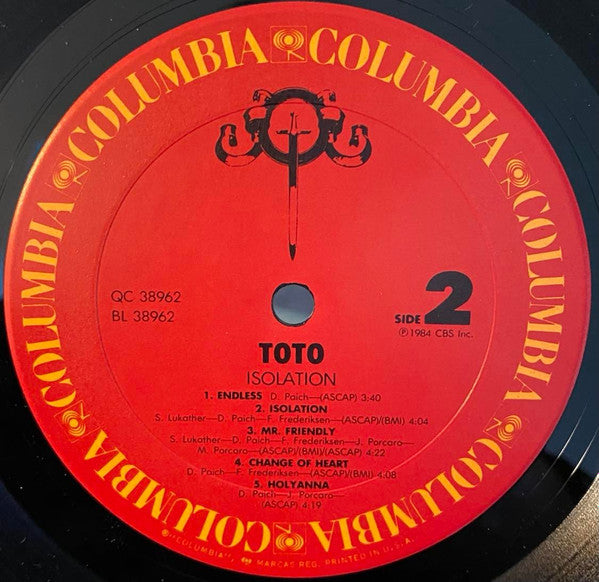 COLUMBIA COLUMBIA COLUMBIA COLUMBIA COLUMBIA COLUMBIA
QC 38962
BL 38962
SIDE 2
℗1984 CBS Inc.
TOTO
ISOLATION
1. ENDLESS D. Paich—(ASCAP) 3:40
2. ISOLATION
S. Lukather—D. Paich—F. Frederiksen—(ASCAP)/(BMI) 4:04
3. MR. FRIENDLY
S. Lukather—D. Paich—F. Frederiksen—J. Porcaro—
M. Porcaro—(ASCAP)/(BMI)/(ASCAP) 4:22
4. CHANGE OF HEART
D. Paich—F. Frederiksen—(ASCAP)/(BMI) 4:08
5. HOLYANNA
D. Paich—J. Porcaro—
(ASCAP) 4:19
®"COLUMBIA", MARCAS REG. PRINTED IN U.S.A.